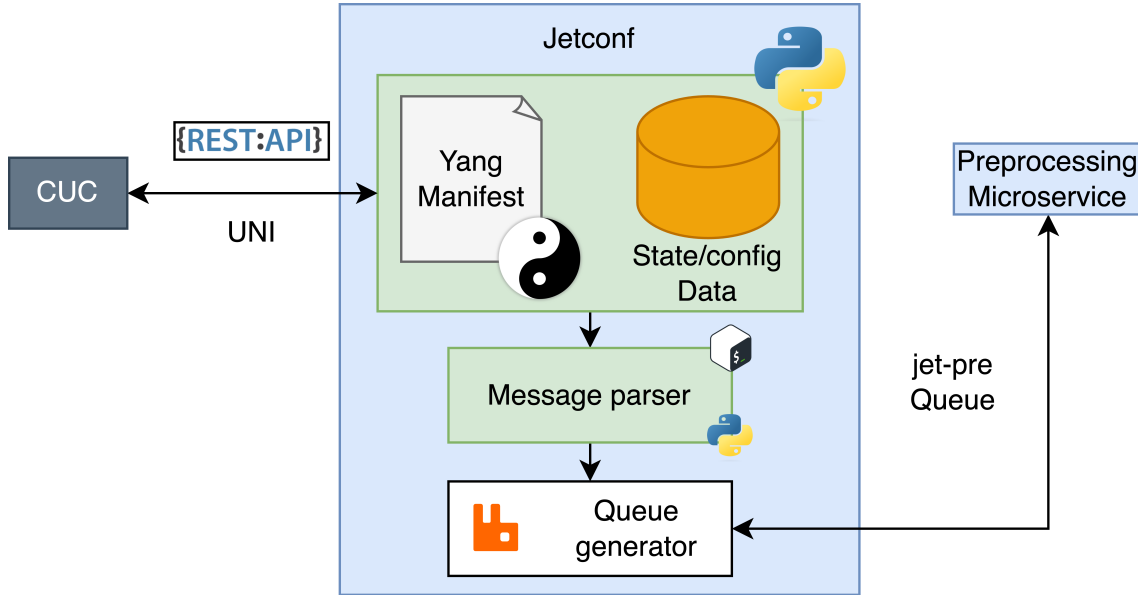 Jetconf
{REST:API}
CUC
UNI
Yang
Manifest
State/config
Data
Preprocessing
Microservice
$_
Message parser
jet-pre
Queue
Queue
generator